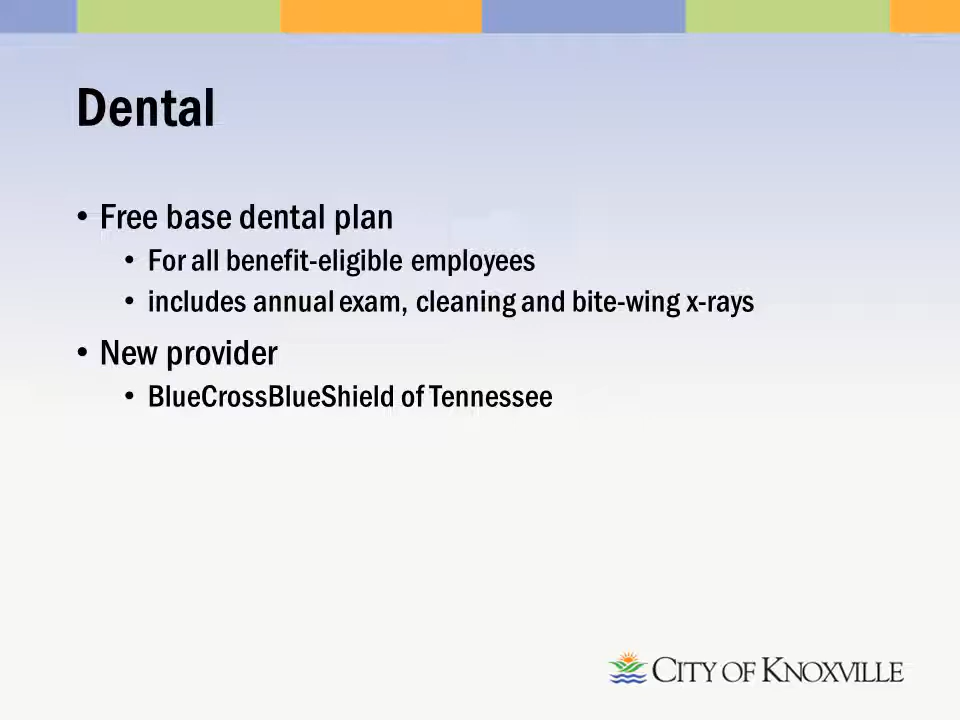 Dental
• Free base dental plan
• For all benefit-eligible employees
• includes annual exam, cleaning and bite-wing x-rays
• New provider
• BlueCrossBlueShield of Tennessee
CITY OF KNOXVILLE